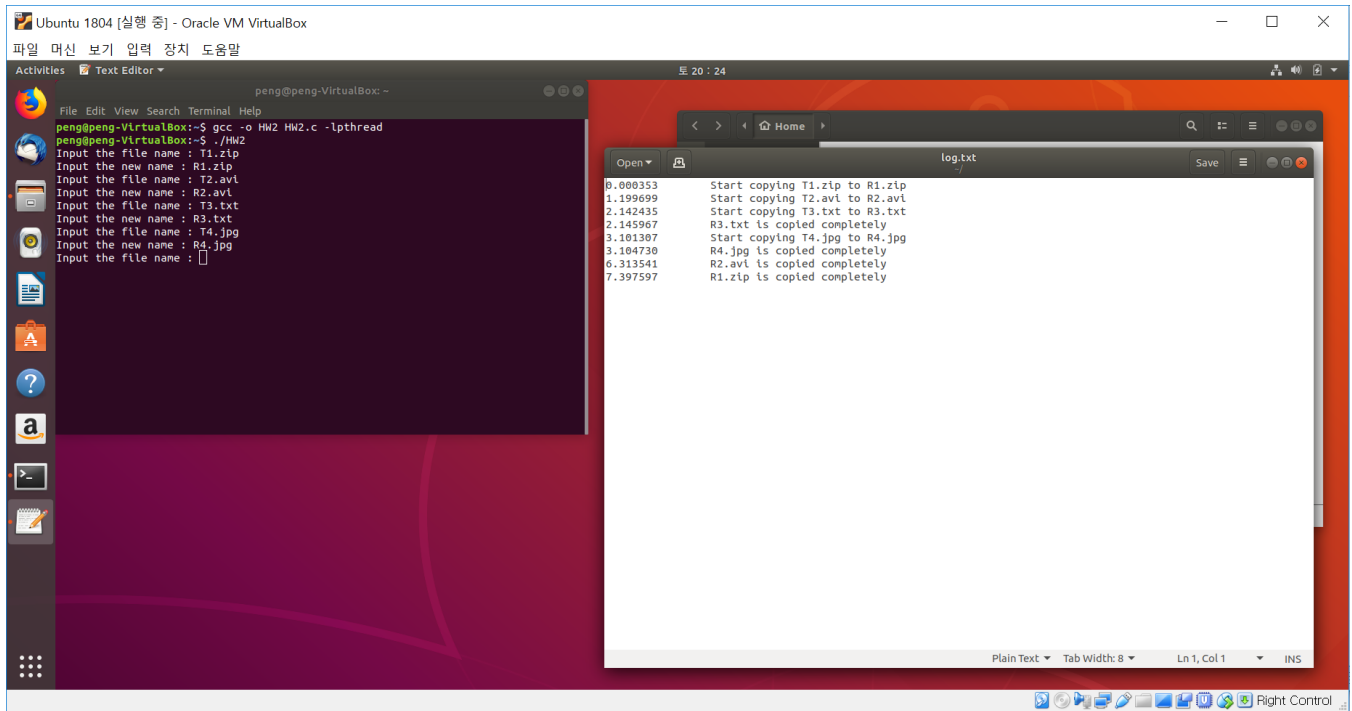 Ubuntu 1804 [실행 중] - Oracle VM VirtualBox
파일 머신 보기 입력 장치 도움말
Activities Text Editor 토 20 : 24
peng@peng-VirtualBox: ~
File Edit View Search Terminal Help
peng@peng-VirtualBox:~$ gcc -o HW2 HW2.c -lpthread
peng@peng-VirtualBox:~$ ./HW2
Input the file name : T1.zip
Input the new name : R1.zip
Input the file name : T2.avi
Input the new name : R2.avi
Input the file name : T3.txt
Input the new name : R3.txt
Input the file name : T4.jpg
Input the new name : R4.jpg
Input the file name :
Home
Open log.txt Save
~/
0.000353 Start copying T1.zip to R1.zip
1.199699 Start copying T2.avi to R2.avi
2.142435 Start copying T3.txt to R3.txt
2.145967 R3.txt is copied completely
3.101307 Start copying T4.jpg to R4.jpg
3.104730 R4.jpg is copied completely
6.313541 R2.avi is copied completely
7.397597 R1.zip is copied completely
Plain Text Tab Width: 8 Ln 1, Col 1 INS
Right Control